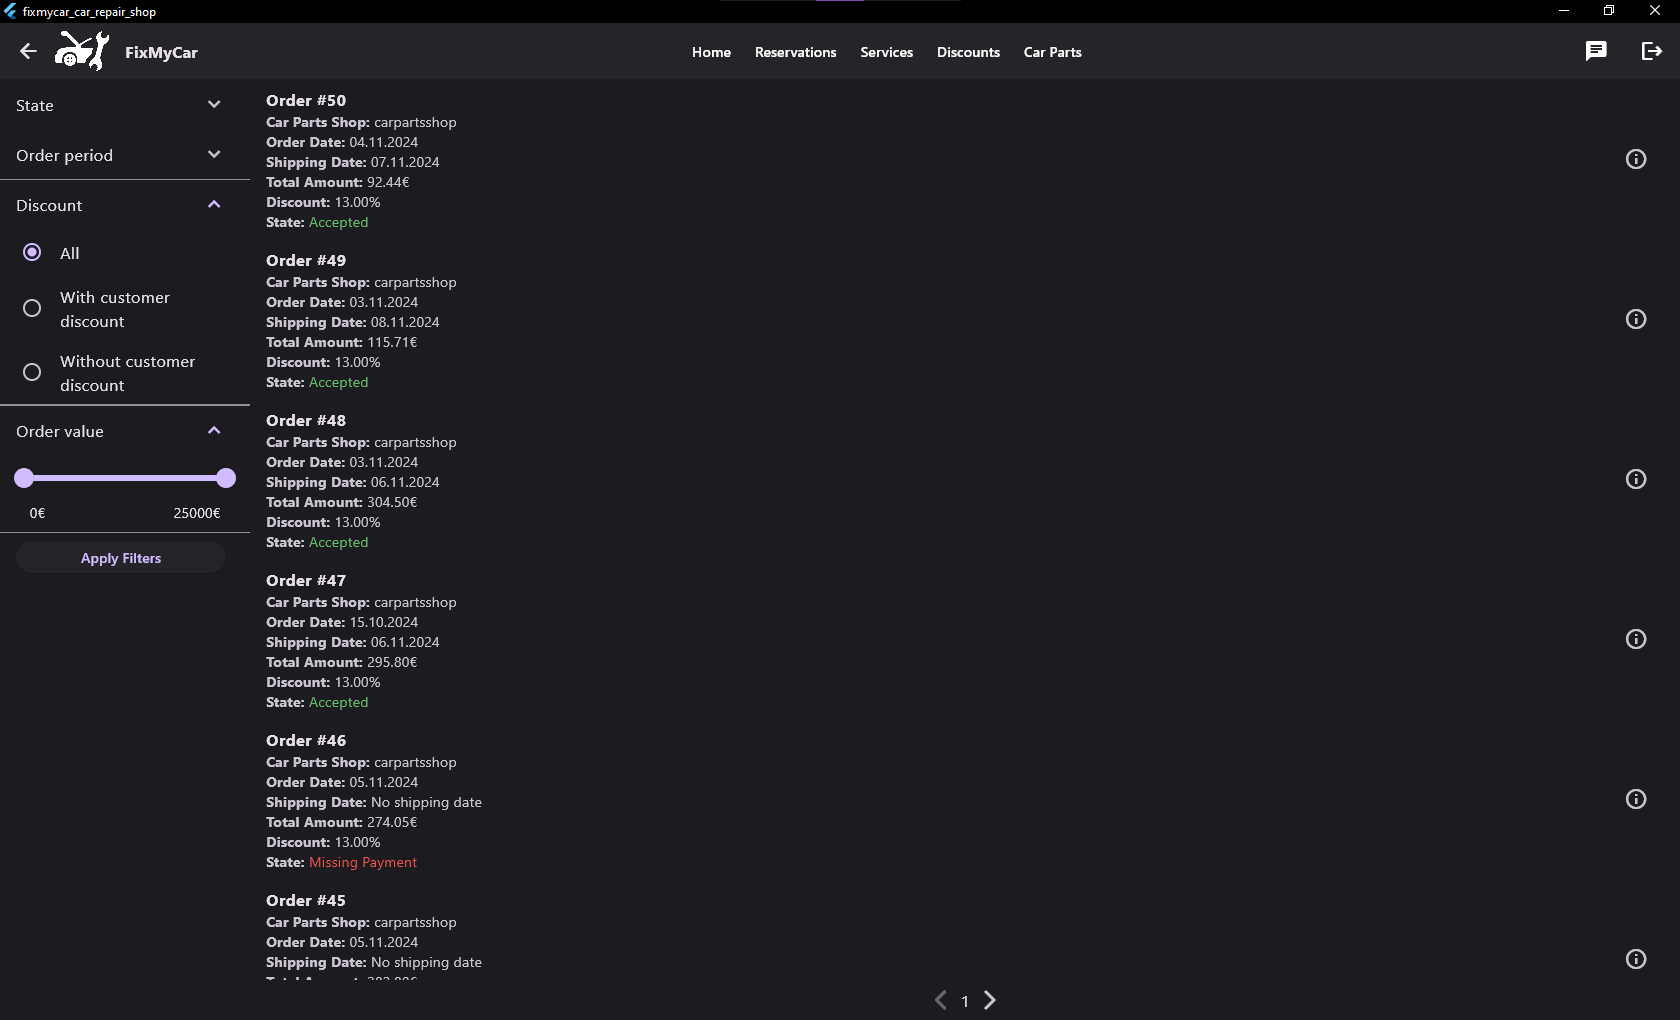 fixmycar_car_repair_shop
FixMyCar
Home Reservations Services Discounts Car Parts
State
Order period
Discount
All
With customer
discount
Without customer
discount
Order value
0€ 25000€
Apply Filters
Order #50
Car Parts Shop: carpartsshop
Order Date: 04.11.2024
Shipping Date: 07.11.2024
Total Amount: 92.44€
Discount: 13.00%
State: Accepted
Order #49
Car Parts Shop: carpartsshop
Order Date: 03.11.2024
Shipping Date: 08.11.2024
Total Amount: 115.71€
Discount: 13.00%
State: Accepted
Order #48
Car Parts Shop: carpartsshop
Order Date: 03.11.2024
Shipping Date: 06.11.2024
Total Amount: 304.50€
Discount: 13.00%
State: Accepted
Order #47
Car Parts Shop: carpartsshop
Order Date: 15.10.2024
Shipping Date: 06.11.2024
Total Amount: 295.80€
Discount: 13.00%
State: Accepted
Order #46
Car Parts Shop: carpartsshop
Order Date: 05.11.2024
Shipping Date: No shipping date
Total Amount: 274.05€
Discount: 13.00%
State: Missing Payment
Order #45
Car Parts Shop: carpartsshop
Order Date: 05.11.2024
Shipping Date: No shipping date
1